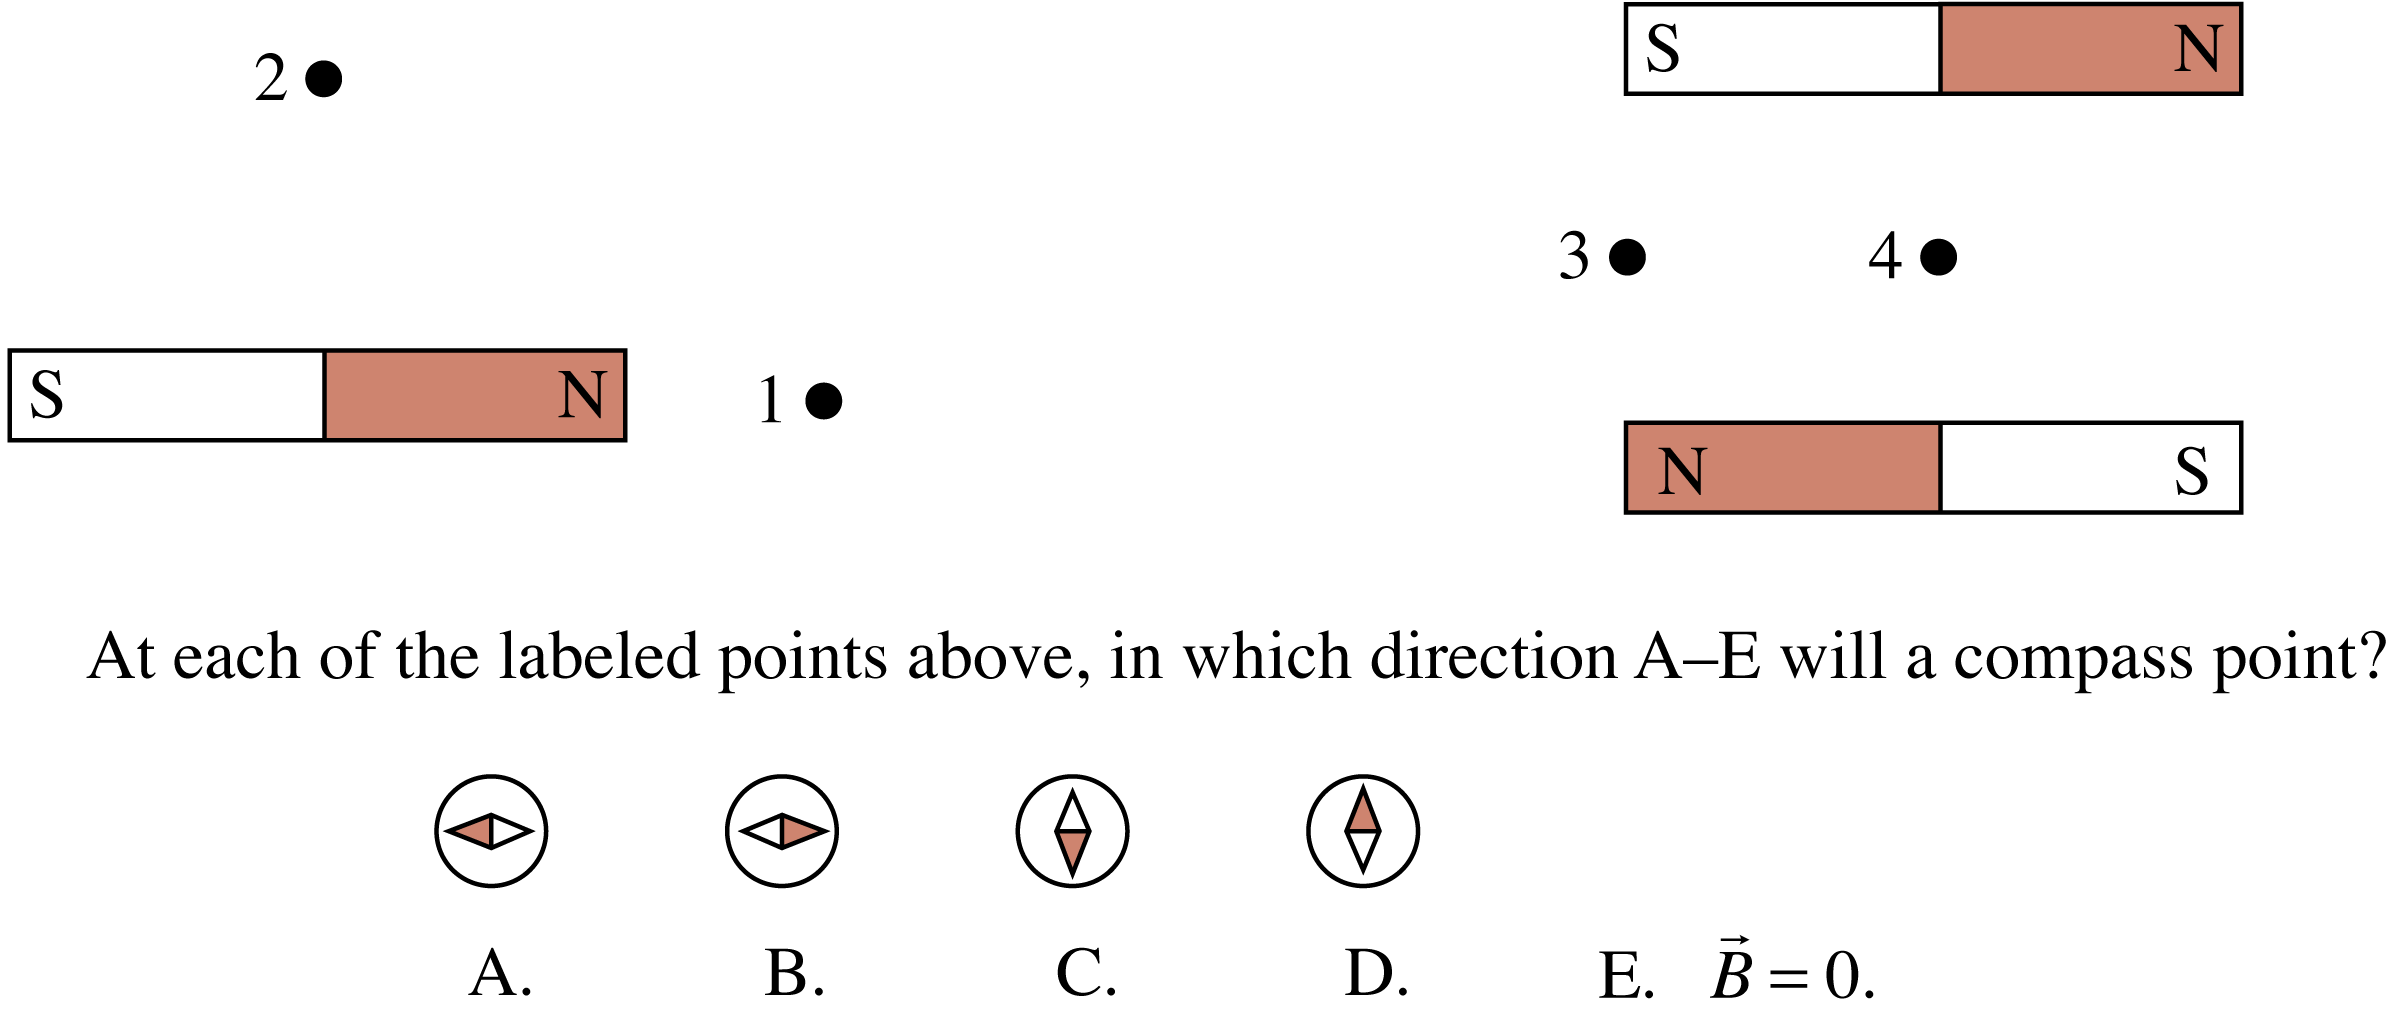 2
S N
3 4
S N
1
N S
At each of the labeled points above, in which direction A–E will a compass point?
A. B. C. D. E. B⃗ = 0.